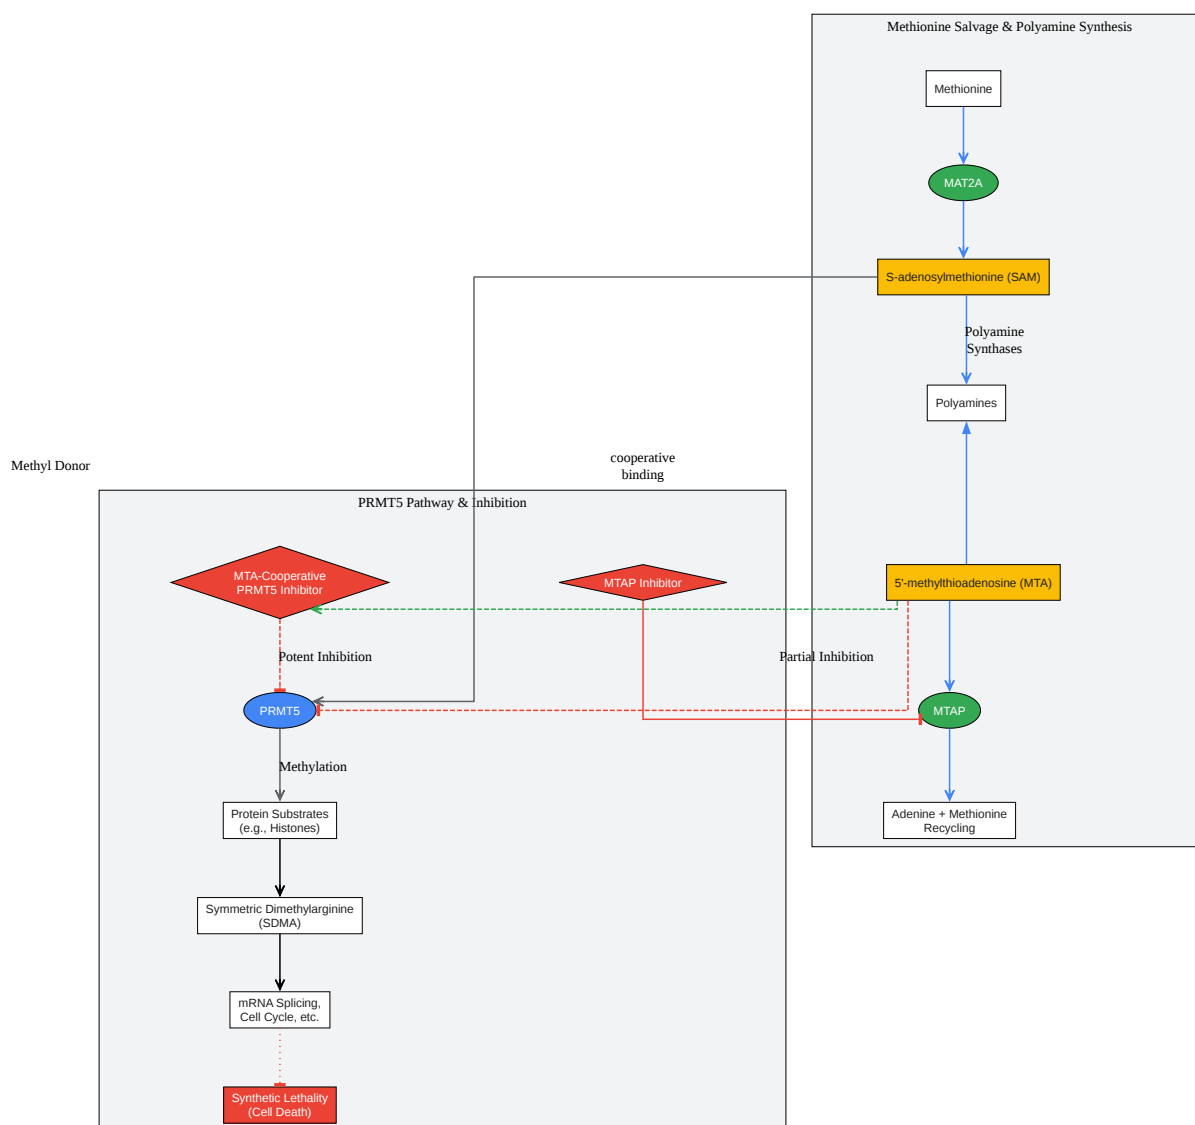 Methionine Salvage & Polyamine Synthesis
Methionine
MAT2A
S-adenosylmethionine (SAM)
Polyamine
Synthases
Polyamines
Methyl Donor
cooperative
binding
PRMT5 Pathway & Inhibition
MTA-Cooperative
PRMT5 Inhibitor
MTAP Inhibitor
5'-methylthioadenosine (MTA)
Potent Inhibition
Partial Inhibition
PRMT5
MTAP
Methylation
Protein Substrates
(e.g., Histones)
Adenine + Methionine
Recycling
Symmetric Dimethylarginine
(SDMA)
mRNA Splicing,
Cell Cycle, etc.
Synthetic Lethality
(Cell Death)